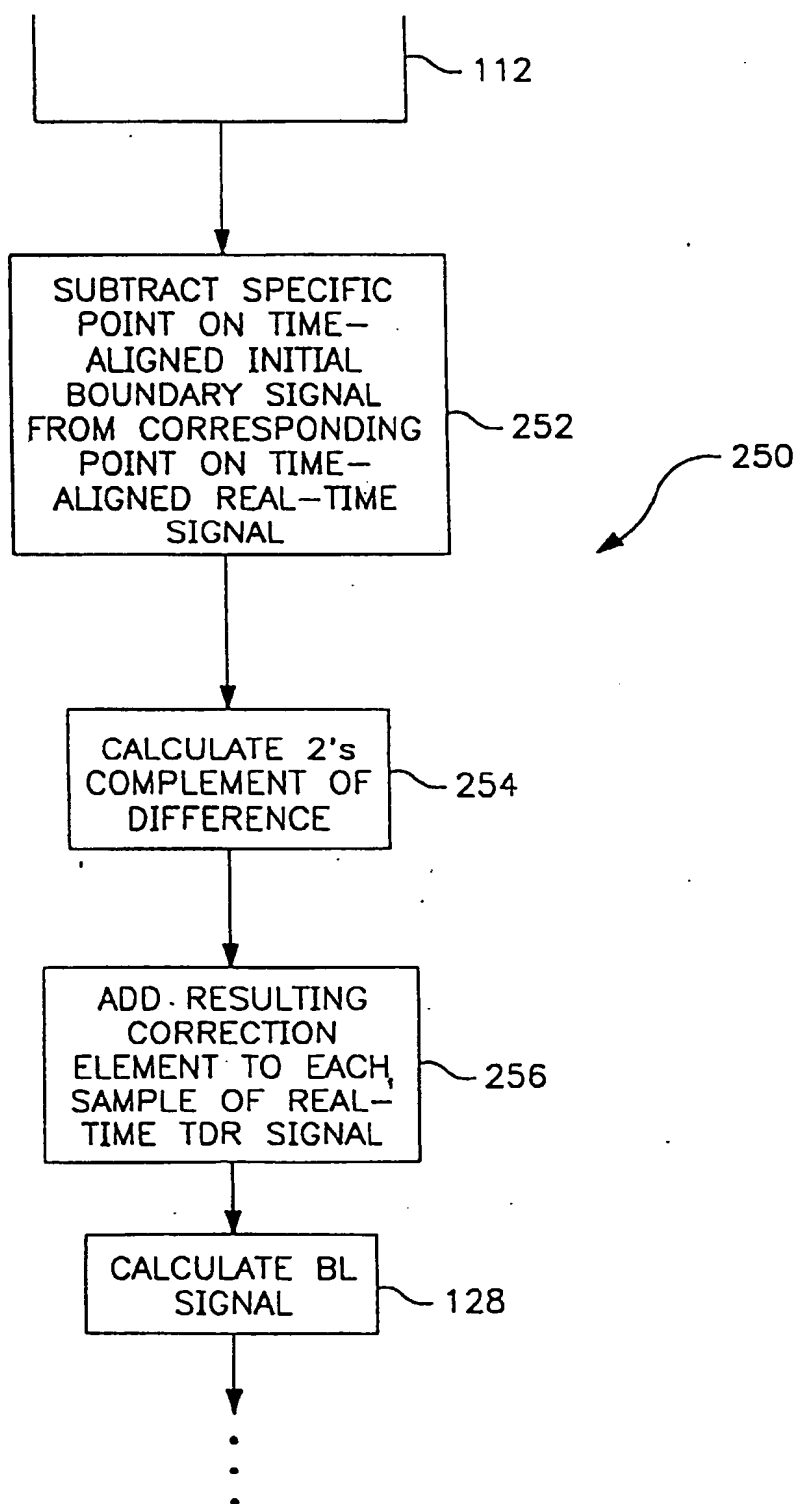 112
SUBTRACT SPECIFIC
POINT ON TIME-
ALIGNED INITIAL
BOUNDARY SIGNAL
FROM CORRESPONDING
POINT ON TIME-
ALIGNED REAL-TIME
SIGNAL
252
250
CALCULATE 2's
COMPLEMENT OF
DIFFERENCE
254
ADD RESULTING
CORRECTION
ELEMENT TO EACH
SAMPLE OF REAL-
TIME TDR SIGNAL
256
CALCULATE BL
SIGNAL
128